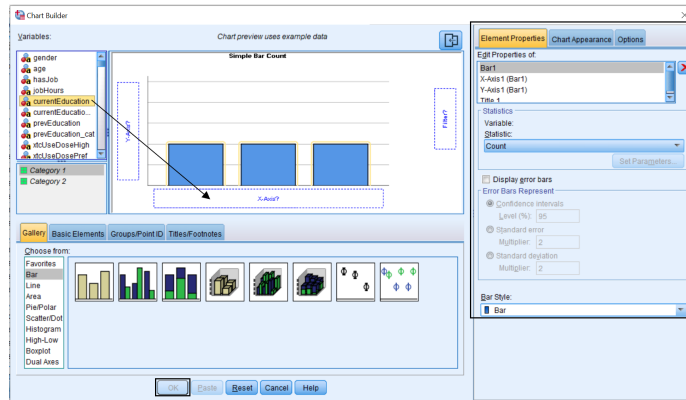 Chart Builder
Variables:
Chart preview uses example data
gender
age
hasJob
jobHours
currentEducation
currentEducatio...
prevEducation
prevEducation_cat
xtcUseDoseHigh
xtcUseDosePref
Category 1
Category 2
Simple Bar Count
Y-Axis?
Filter?
X-Axis?
Gallery
Basic Elements
Groups/Point ID
Titles/Footnotes
Choose from:
Favorites
Bar
Line
Area
Pie/Polar
Scatter/Dot
Histogram
High-Low
Boxplot
Dual Axes
OK
Paste
Reset
Cancel
Help
Element Properties
Chart Appearance
Options
Edit Properties of:
Bar1
X-Axis1 (Bar1)
Y-Axis1 (Bar1)
Title 1
Statistics
Variable:
Statistic:
Count
Set Parameters...
Display error bars
Error Bars Represent
Confidence intervals
Level (%): 95
Standard error
Multiplier: 2
Standard deviation
Multiplier: 2
Bar Style:
Bar